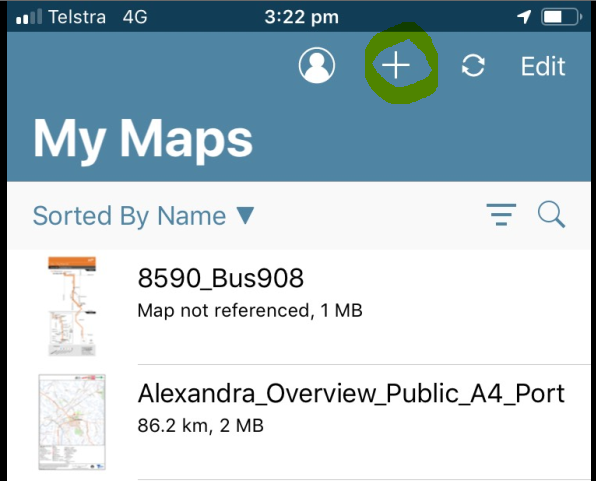 Telstra 4G 3:22 pm
Edit
My Maps
Sorted By Name ▼
8590_Bus908
Map not referenced, 1 MB
Alexandra_Overview_Public_A4_Port
86.2 km, 2 MB